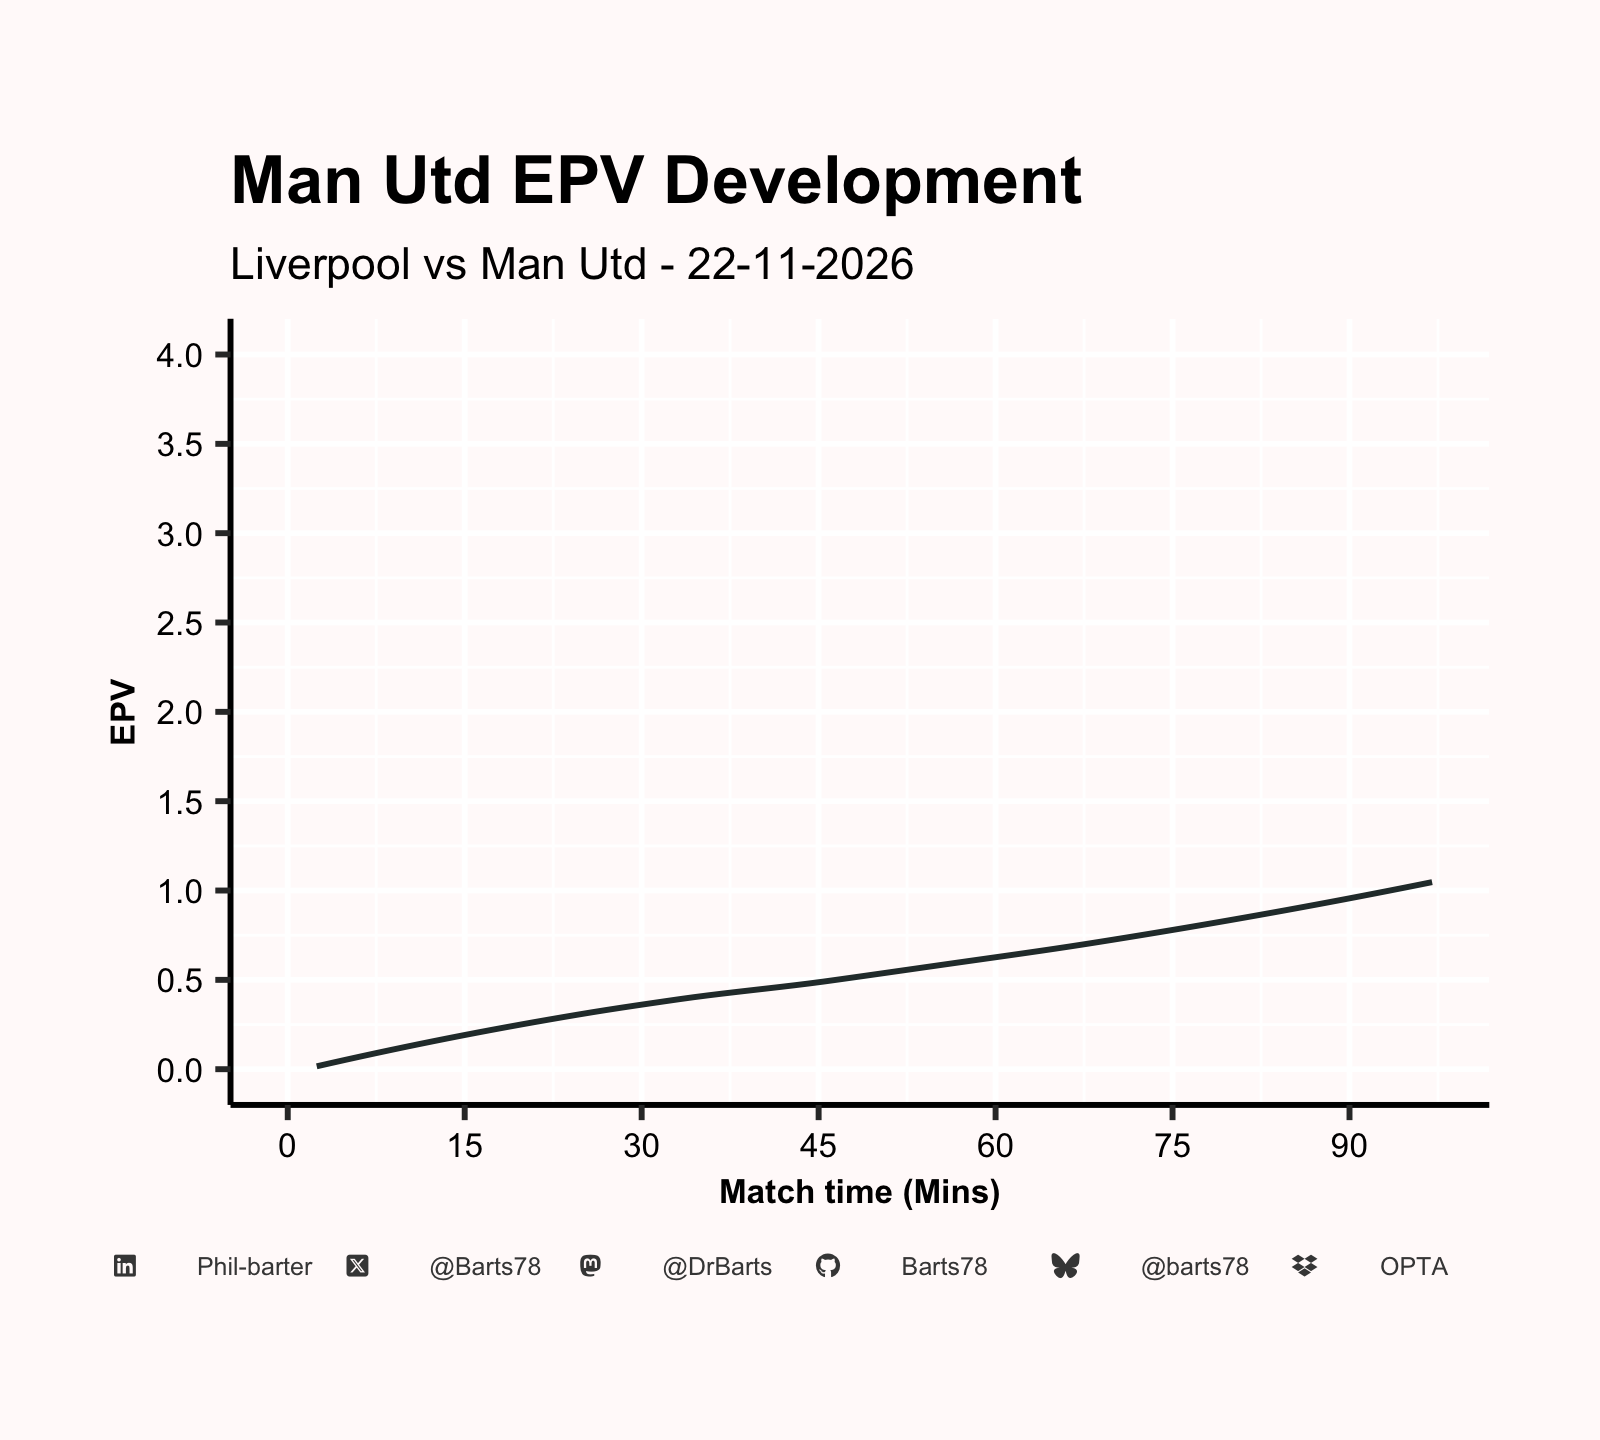 Man Utd EPV Development
Liverpool vs Man Utd - 22-11-2026
4.0
3.5
3.0
2.5
2.0
1.5
1.0
0.5
0.0
EPV
0 15 30 45 60 75 90
Match time (Mins)
Phil-barter @Barts78 @DrBarts Barts78 @barts78 OPTA